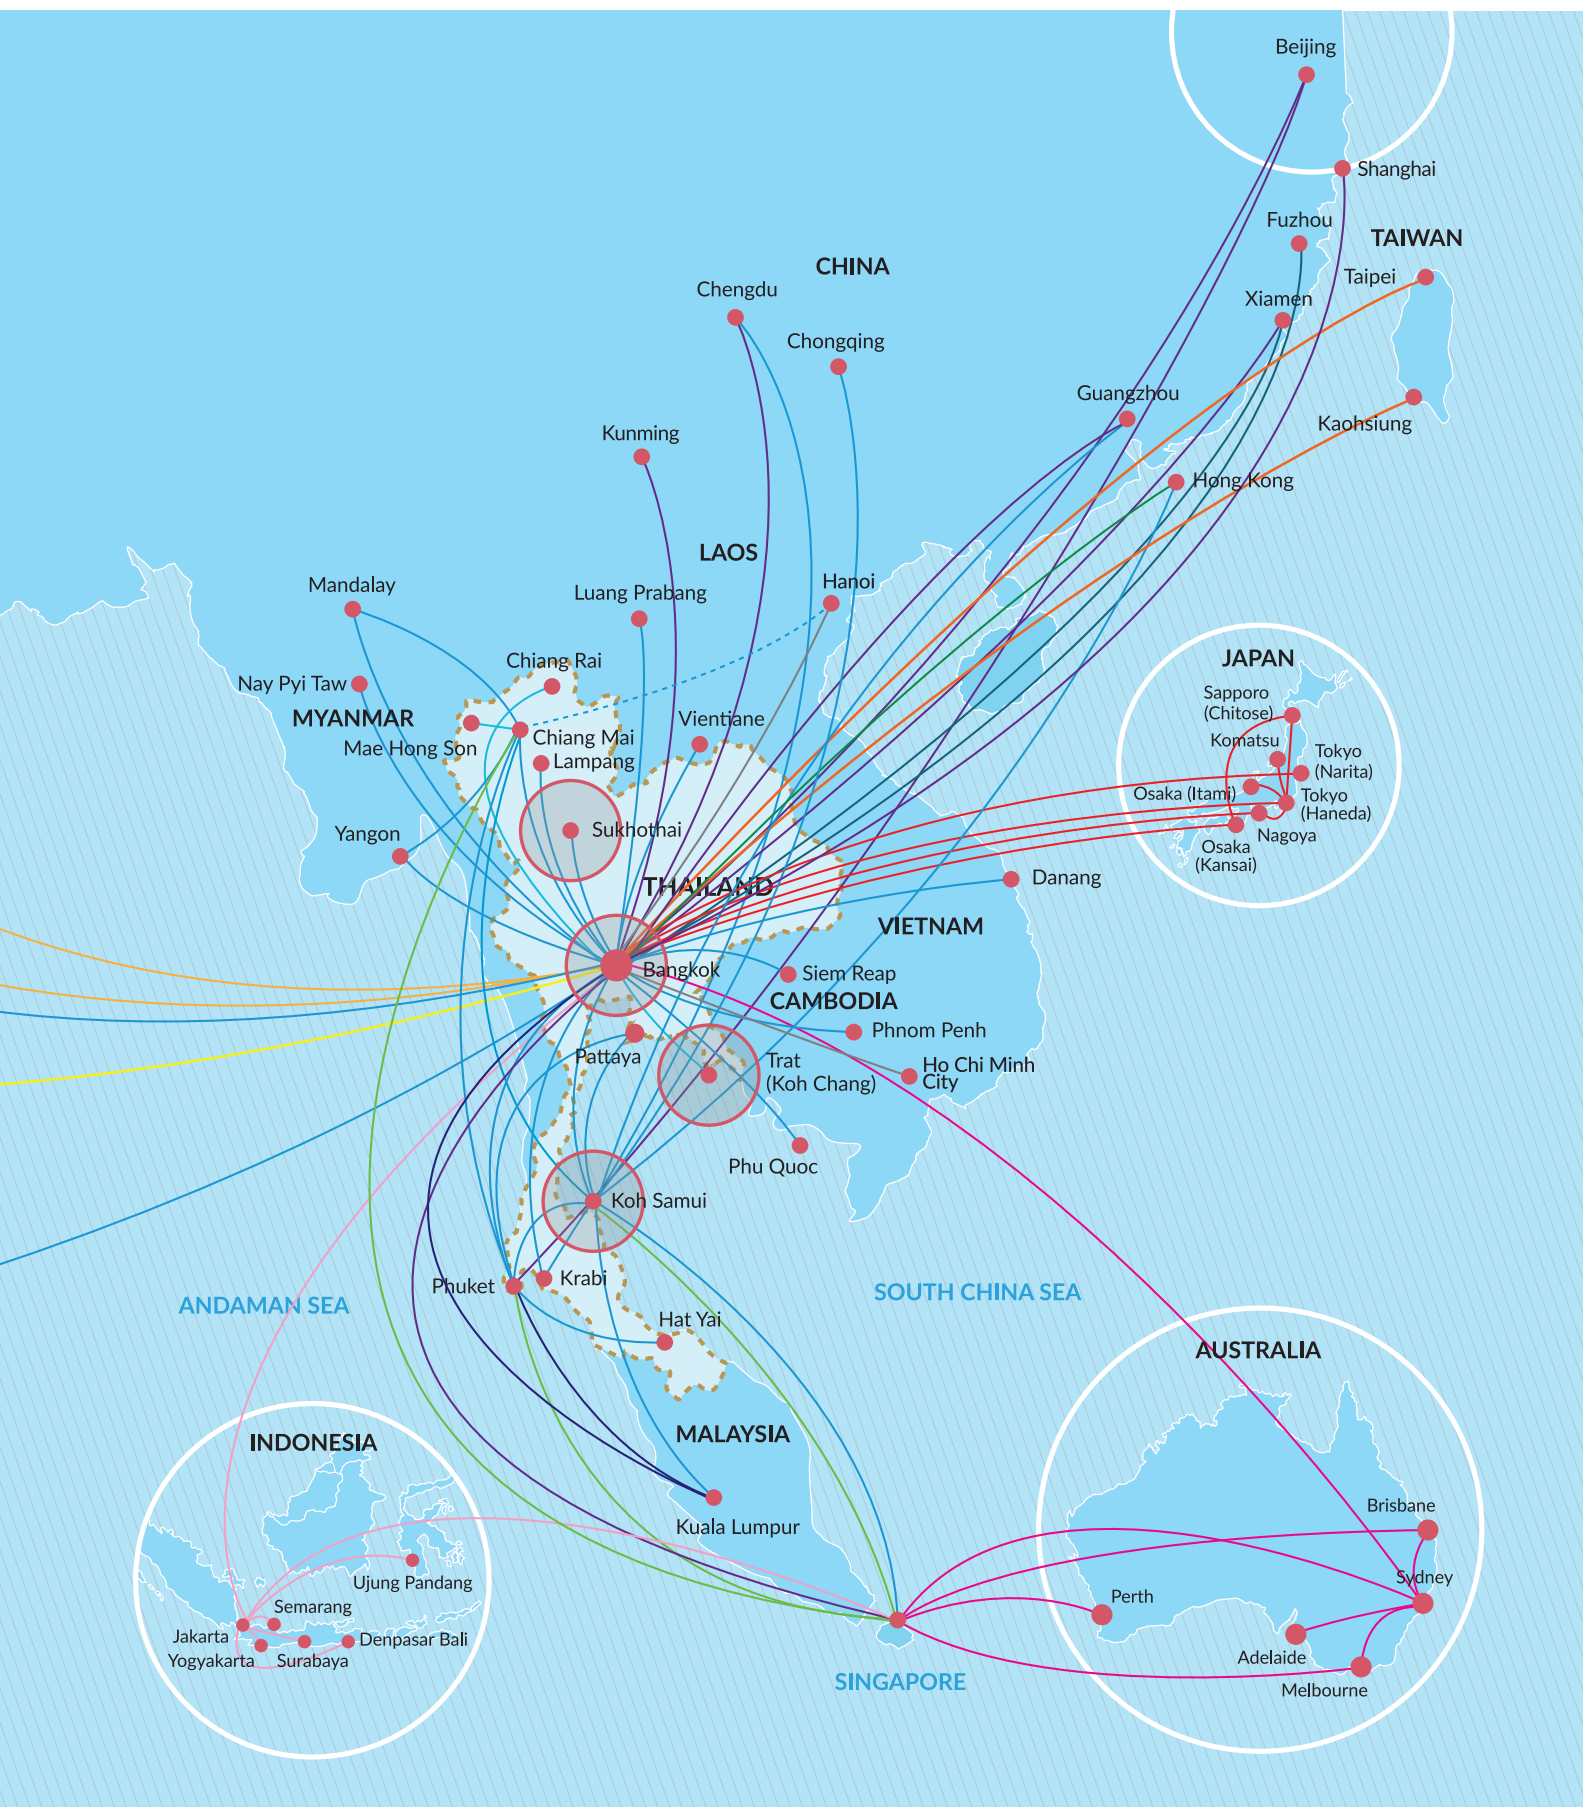 Beijing
Shanghai
Fuzhou
TAIWAN
Taipei
CHINA
Chengdu
Xiamen
Chongqing
Guangzhou
Kaohsiung
Kunming
Hong Kong
LAOS
Hanoi
Mandalay
Luang Prabang
Chiang Rai
JAPAN
Nay Pyi Taw
MYANMAR
Mae Hong Son
Vientiane
Chiang Mai
Lampang
Sapporo
(Chitose)
Komatsu
Tokyo
(Narita)
Osaka (Itami)
Tokyo
(Haneda)
Nagoya
Osaka
(Kansai)
Yangon
Sukhothai
THAILAND
Danang
VIETNAM
Bangkok
Siem Reap
CAMBODIA
Phnom Penh
Pattaya
Trat
(Koh Chang)
Ho Chi Minh
City
Phu Quoc
Koh Samui
Phuket
Krabi
ANDAMAN SEA
SOUTH CHINA SEA
Hat Yai
AUSTRALIA
INDONESIA
MALAYSIA
Brisbane
Kuala Lumpur
Ujung Pandang
Sydney
Perth
Semarang
Jakarta
Denpasar Bali
Yogyakarta
Surabaya
Adelaide
SINGAPORE
Melbourne